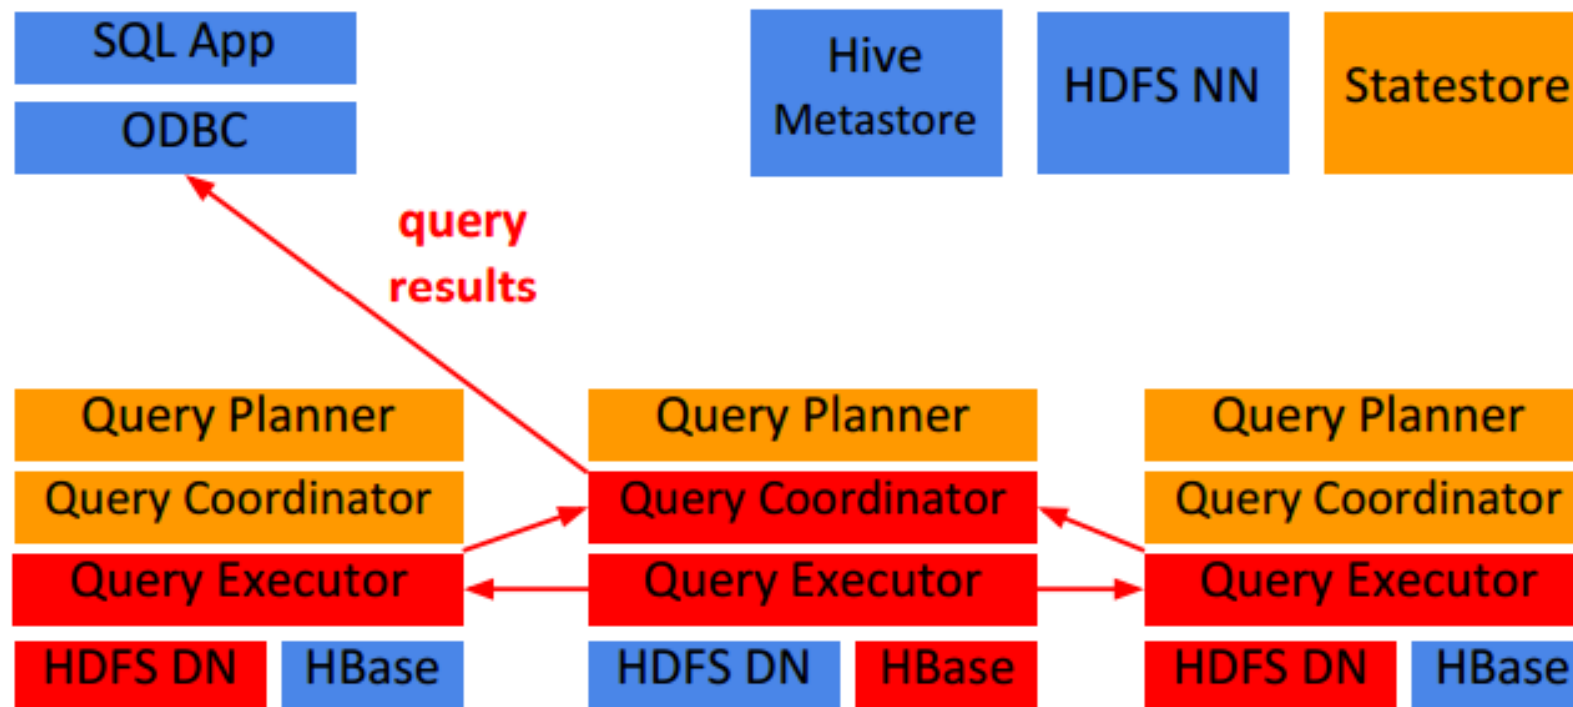 SQL App
ODBC
Hive
Metastore
HDFS NN
Statestore
query
results
Query Planner
Query Planner
Query Planner
Query Coordinator
Query Coordinator
Query Coordinator
Query Executor
Query Executor
Query Executor
HDFS DN
HBase
HDFS DN
HBase
HDFS DN
HBase